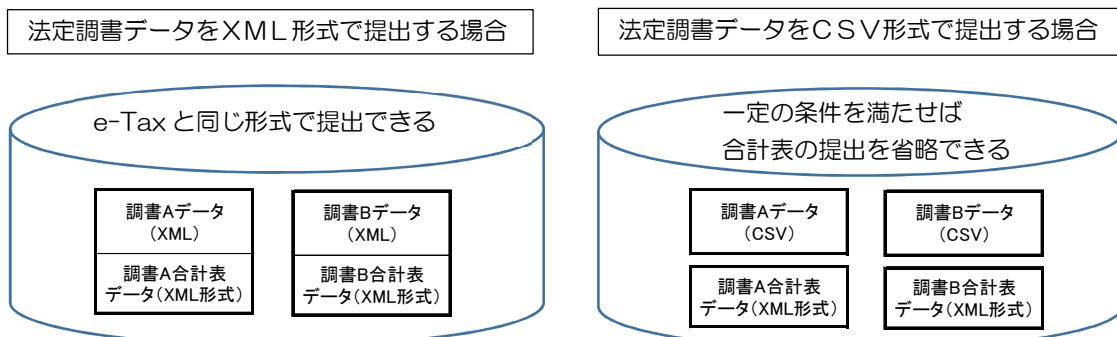 法定調書データをXML形式で提出する場合
e-Taxと同じ形式で提出できる
調書Aデータ
(XML)
調書A合計表
データ(XML形式)
調書Bデータ
(XML)
調書B合計表
データ(XML形式)
法定調書データをCSV形式で提出する場合
一定の条件を満たせば
合計表の提出を省略できる
調書Aデータ
(CSV)
調書Bデータ
(CSV)
調書A合計表
データ(XML形式)
調書B合計表
データ(XML形式)